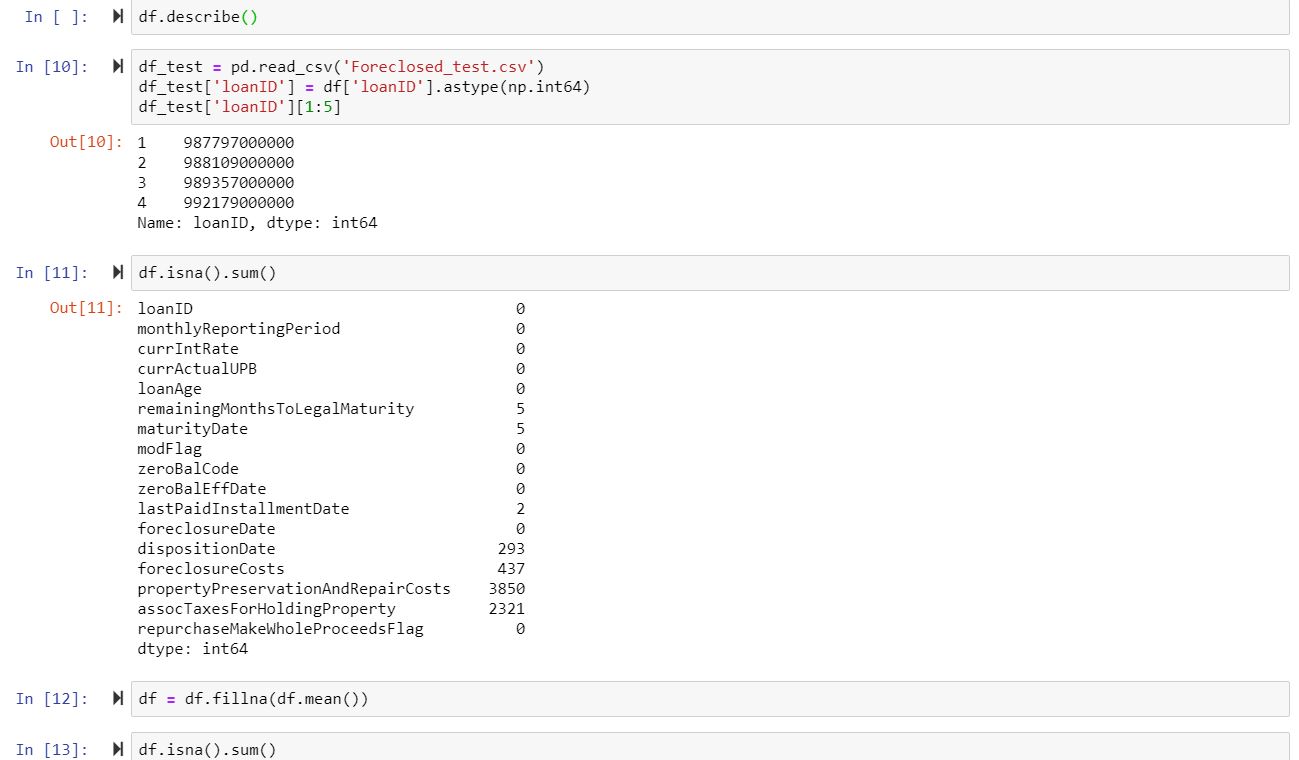 In [ ]: df.describe()
In [10]: df_test = pd.read_csv('Foreclosed_test.csv')
df_test['loanID'] = df['loanID'].astype(np.int64)
df_test['loanID'][1:5]
Out[10]: 1 987797000000
2 988109000000
3 989357000000
4 992179000000
Name: loanID, dtype: int64
In [11]: df.isna().sum()
Out[11]: loanID 0
monthlyReportingPeriod 0
currIntRate 0
currActualUPB 0
loanAge 0
remainingMonthsToLegalMaturity 5
maturityDate 5
modFlag 0
zeroBalCode 0
zeroBalEffDate 0
lastPaidInstallmentDate 2
foreclosureDate 0
dispositionDate 293
foreclosureCosts 437
propertyPreservationAndRepairCosts 3850
assocTaxesForHoldingProperty 2321
repurchaseMakeWholeProceedsFlag 0
dtype: int64
In [12]: df = df.fillna(df.mean())
In [13]: df.isna().sum()